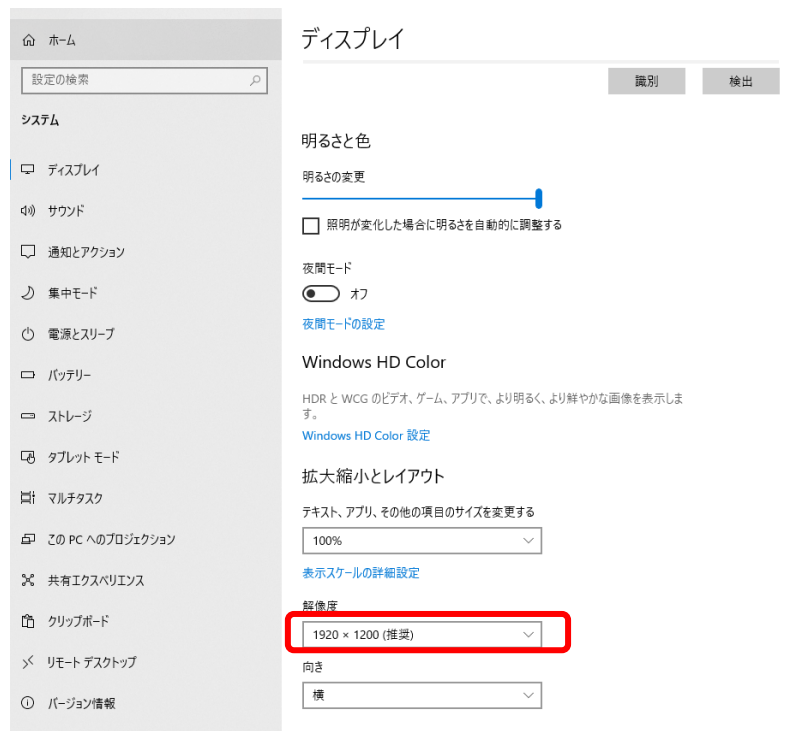 ホーム
設定の検索
システム
ディスプレイ
サウンド
通知とアクション
集中モード
電源とスリープ
バッテリー
ストレージ
タブレット モード
マルチタスク
この PC へのプロジェクション
共有エクスペリエンス
クリップボード
リモート デスクトップ
バージョン情報
ディスプレイ
識別
検出
明るさと色
明るさの変更
照明が変化した場合に明るさを自動的に調整する
夜間モード
オフ
夜間モードの設定
Windows HD Color
HDR と WCG のビデオ、ゲーム、アプリで、より明るく、より鮮やかな画像を表示しま
す。
Windows HD Color 設定
拡大縮小とレイアウト
テキスト、アプリ、その他の項目のサイズを変更する
100%
表示スケールの詳細設定
解像度
1920 × 1200 (推奨)
向き
横